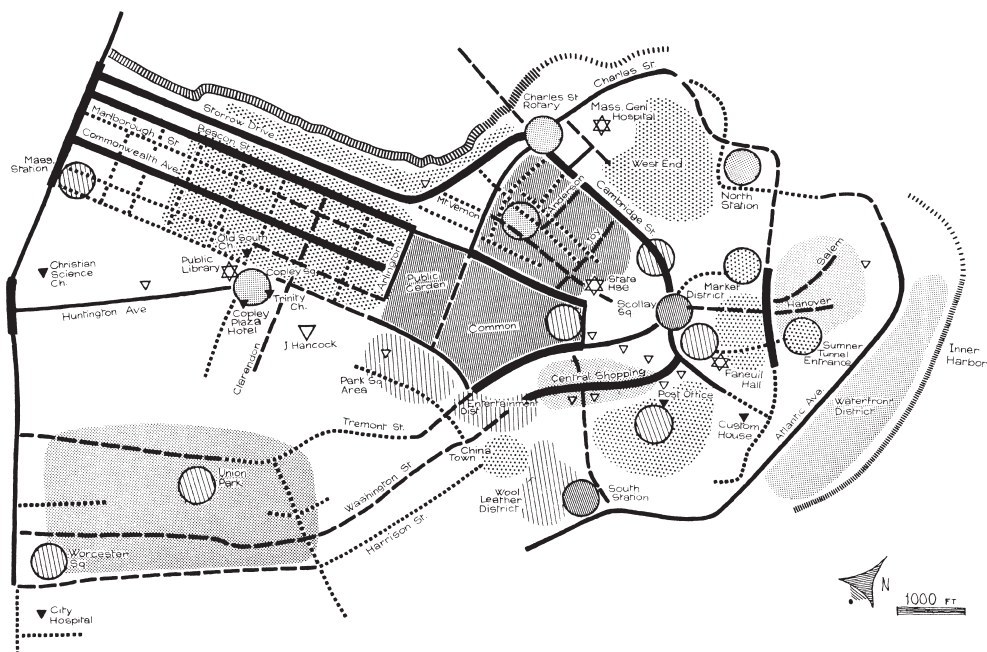 Charles St.
Charles St
Rotary
Mass. Genl
Hospital
West End
Storrow Drive
Beacon St.
Marlborough St
Commonwealth Ave
Mass.
Station
North
Station
Mt Vernon
Cambridge St
Salem
Public
Library
Copley Sq
Trinity
Ch.
Copley
Plaza
Hotel
Christian
Science
Ch.
Huntington Ave
Clarendon
J Hancock
Public
Garden
Common
State
Hse
Scollay
Sq
Market
District
Hanover
Sumner
Tunnel
Entrance
Faneuil
Hall
Inner
Harbor
Park Sq
Area
Central Shopping
Post Office
Custom
House
Atlantic Ave.
Waterfront
District
Entertainment
Dist
Tremont St.
China
Town
Washington St
Wool
Leather
District
South
Station
Harrison St.
Union
Park
Worcester
Sq
City
Hospital
N
1000 FT